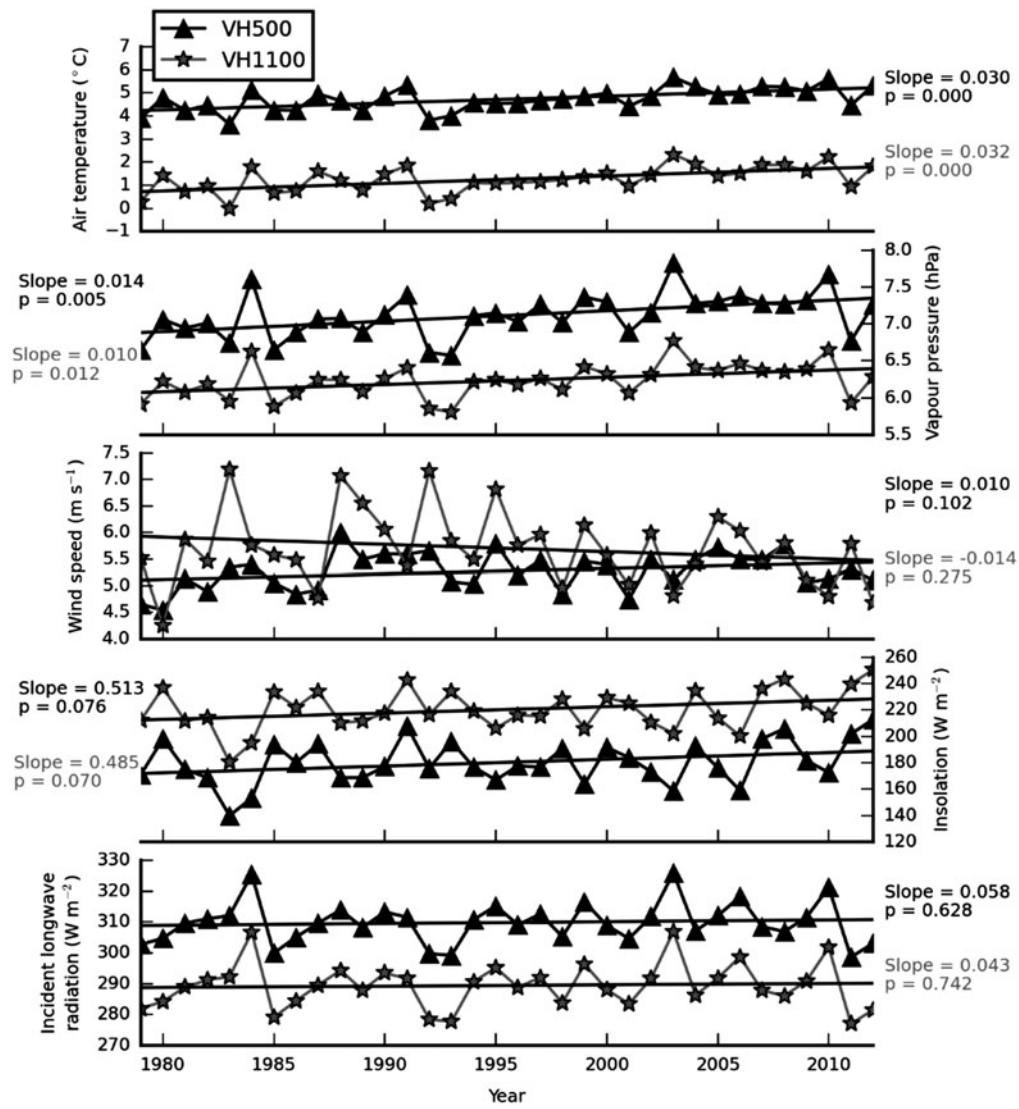 VH500
VH1100
Air temperature (°C)
7
6
5
4
3
2
1
0
−1
Slope = 0.030
p = 0.000
Slope = 0.032
p = 0.000
Slope = 0.014
p = 0.005
Slope = 0.010
p = 0.012
8.0
7.5
7.0
6.5
6.0
5.5
Vapour pressure (hPa)
Wind speed (m s⁻¹)
7.5
7.0
6.5
6.0
5.5
5.0
4.5
4.0
Slope = 0.010
p = 0.102
Slope = -0.014
p = 0.275
Slope = 0.513
p = 0.076
Slope = 0.485
p = 0.070
260
240
220
200
180
160
140
120
Insolation (W m⁻²)
Incident longwave
radiation (W m⁻²)
330
320
310
300
290
280
270
Slope = 0.058
p = 0.628
Slope = 0.043
p = 0.742
1980 1985 1990 1995 2000 2005 2010
Year